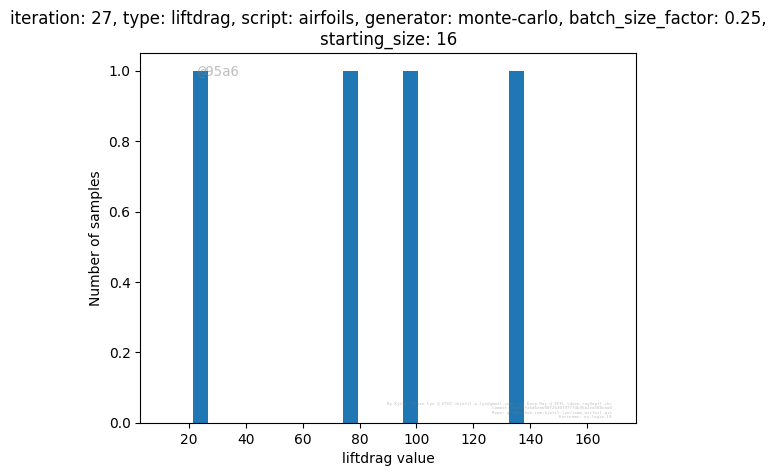 iteration: 27, type: liftdrag, script: airfoils, generator: monte-carlo, batch_size_factor: 0.25,
starting_size: 16
@95a6
1.0
0.8
0.6
0.4
0.2
0.0
Number of samples
20 40 60 80 100 120 140 160
liftdrag value